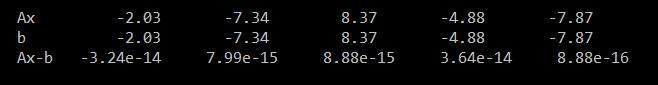 Ax -2.03 -7.34 8.37 -4.88 -7.87
b -2.03 -7.34 8.37 -4.88 -7.87
Ax-b -3.24e-14 7.99e-15 8.88e-15 3.64e-14 8.88e-16